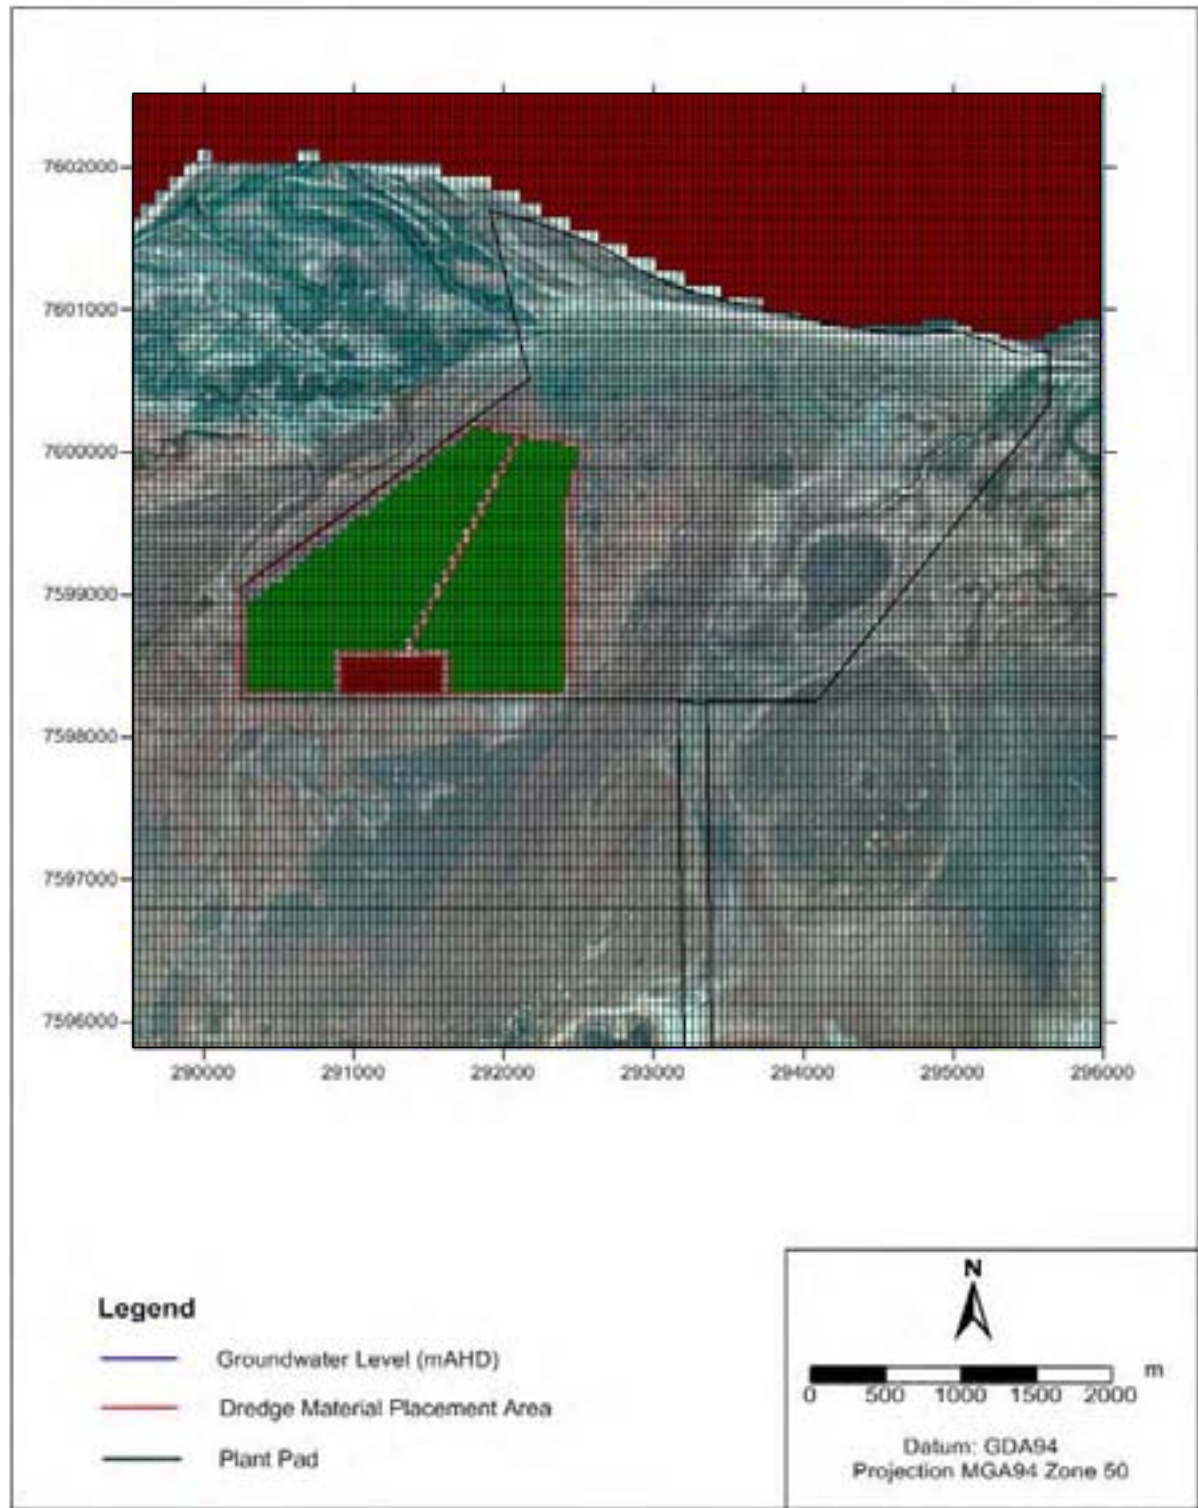 7602000
7601000
7600000
7599000
7598000
7597000
7596000
290000 291000 292000 293000 294000 295000 296000
Legend
Groundwater Level (mAHD)
Dredge Material Placement Area
Plant Pad
N
m
0 500 1000 1500 2000
Datum: GDA94
Projection MGA94 Zone 50